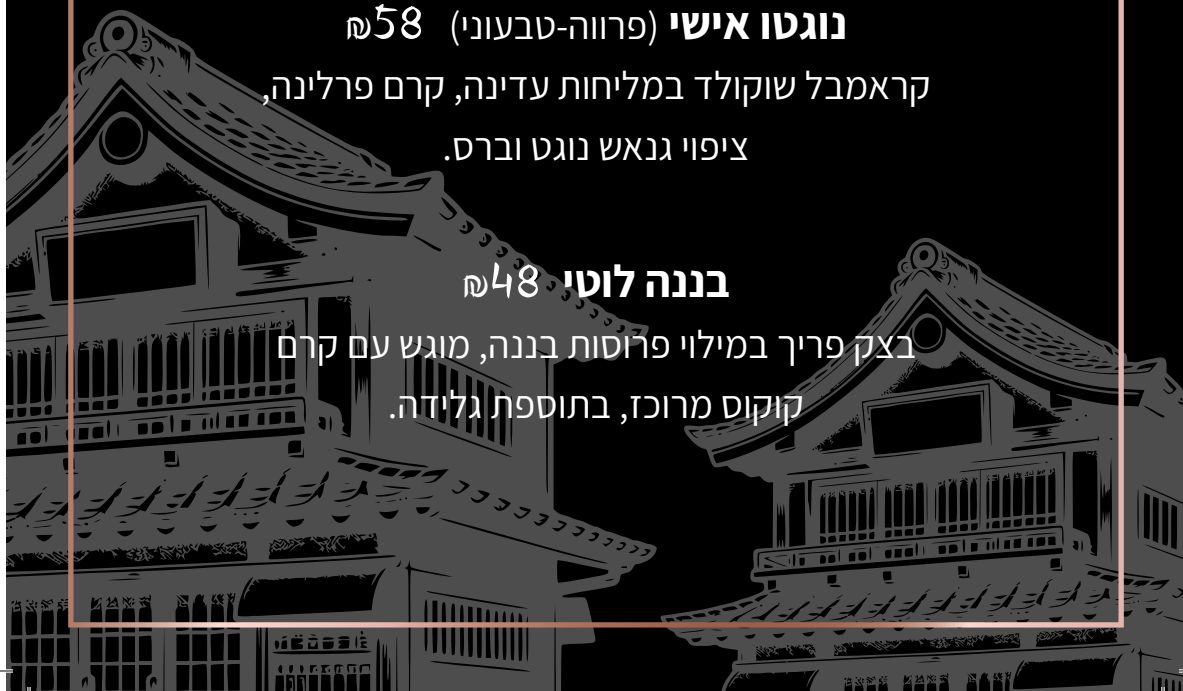 נוגטו אישי (פרווה-טבעוני) 58₪
קראמבל שוקולד במליחות עדינה, קרם פרלינה,
ציפוי גנאש נוגט וברס.
בננה לוטי 48₪
בצק פריך במילוי פרוסות בננה, מוגש עם קרם
קוקוס מרוכז, בתוספת גלידה.